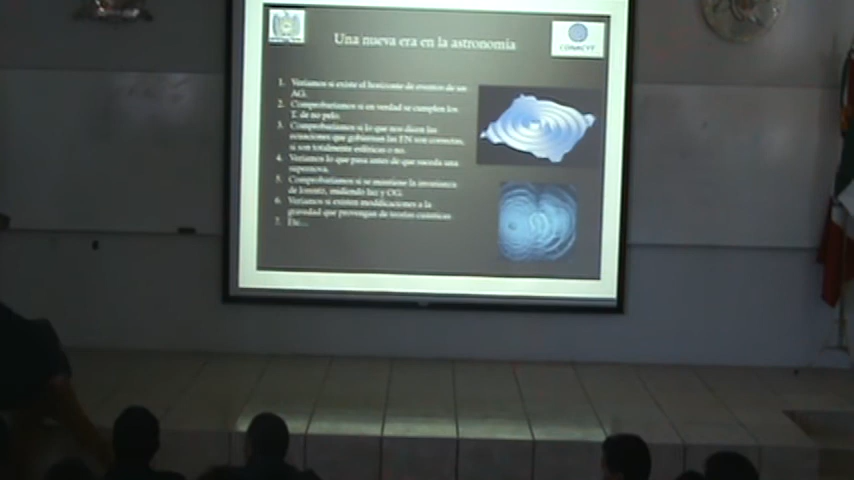 Una nueva era en la astronomía
CONACYT
1. Veríamos si existe el horizonte de eventos de un
AG.
2. Comprobaríamos si en verdad se cumplen los
T. de no pelo.
3. Comprobaríamos si lo que nos dicen las
ecuaciones que gobiernan las EN son correctas,
si son totalmente esféricas o no.
4. Veríamos lo que pasa antes de que suceda una
supernova.
5. Comprobaríamos si se mantiene la invarianza
de lorentz, midiendo luz y OG.
6. Veríamos si existen modificaciones a la
gravedad que provengan de teorías cuánticas
7. Etc...